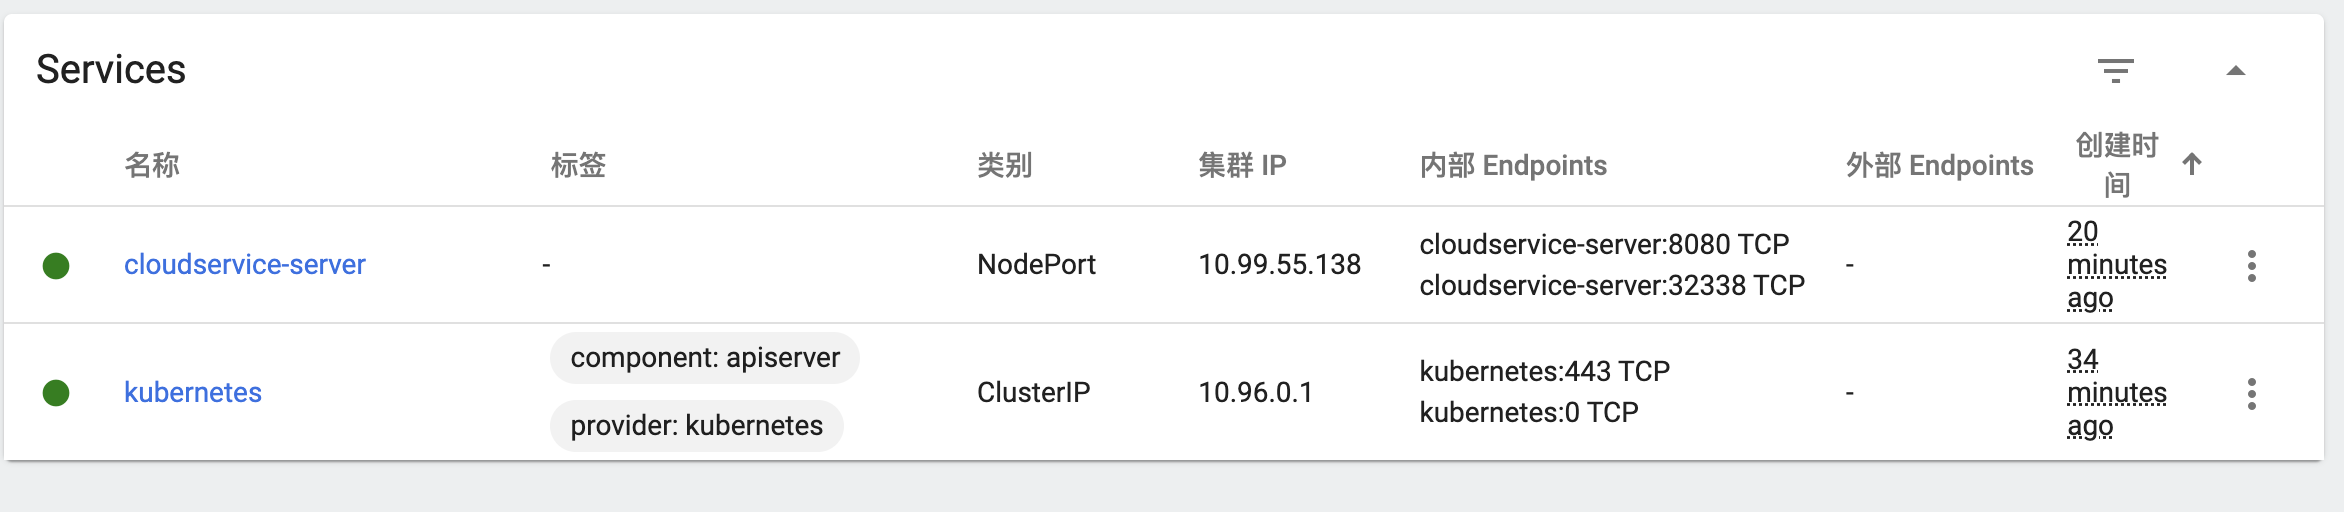 Services
名称 标签 类别 集群 IP 内部 Endpoints 外部 Endpoints 创建时
间
cloudservice-server - NodePort 10.99.55.138 cloudservice-server:8080 TCP
cloudservice-server:32338 TCP - 20
minutes
ago
kubernetes component: apiserver
provider: kubernetes ClusterIP 10.96.0.1 kubernetes:443 TCP
kubernetes:0 TCP - 34
minutes
ago